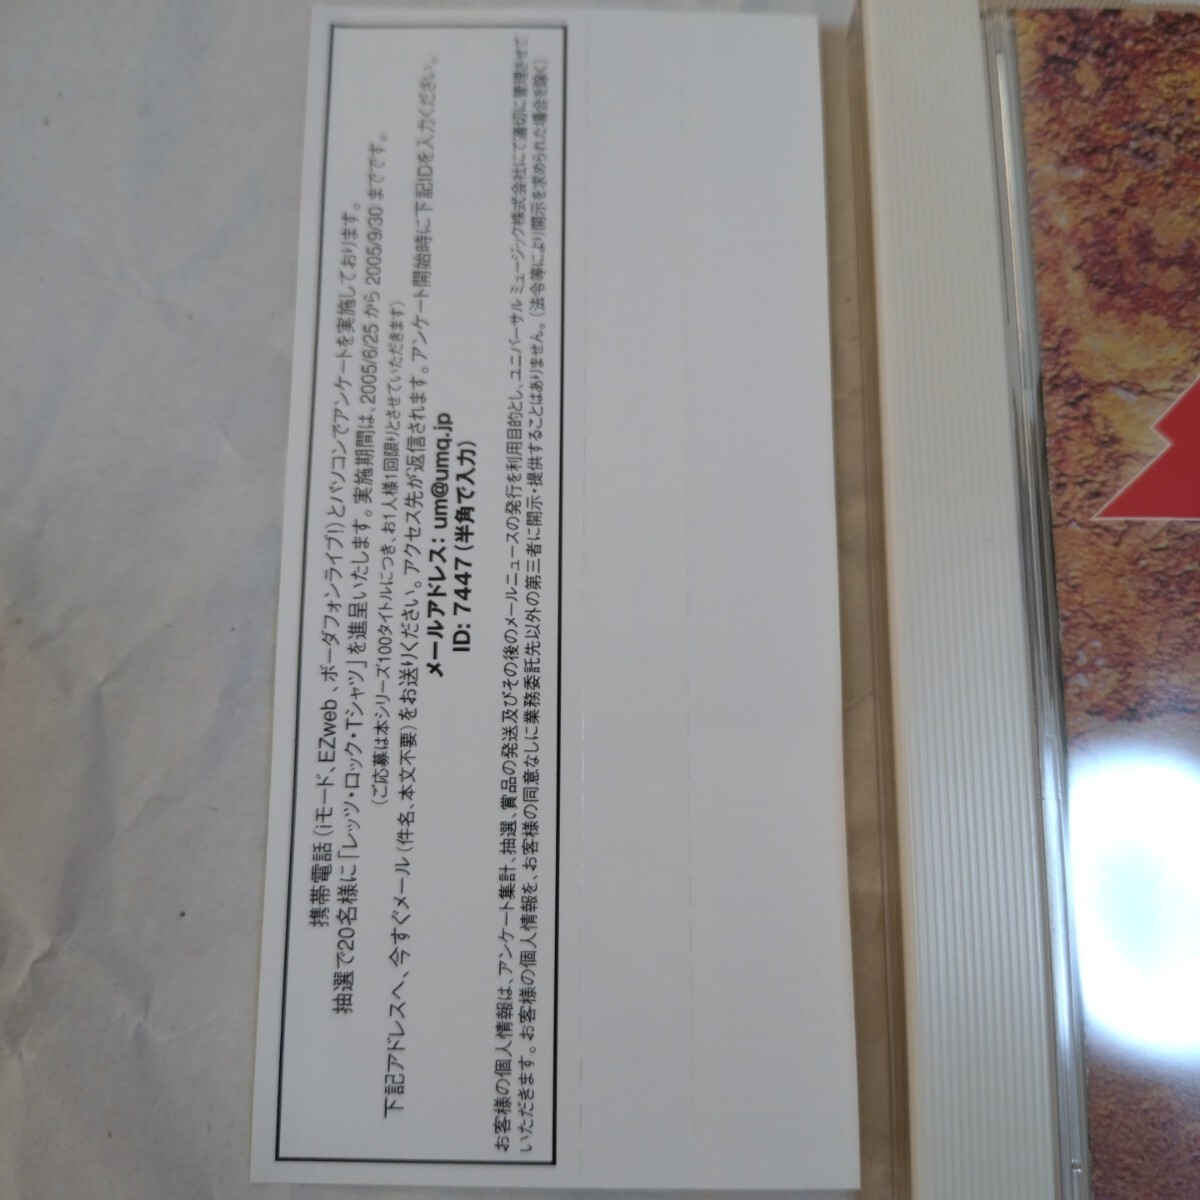 携帯電話（iモード、EZweb、ボーダフォンライブ！）とパソコンでアンケートを実施しております。
抽選で20名様に「レッツ・ロック・Tシャツ」を進呈いたします。実施期間は、2005/6/25 から 2005/9/30 までです。
（ご応募は本シリーズ100タイトルにつき、お1人様1回限りとさせていただきます）
下記アドレスへ、今すぐメール（件名、本文不要）をお送りください。アクセス先が返信されます。アンケート開始時に下記IDを入力ください。
メールアドレス：um@umq.jp
ID: 7447（半角で入力）
お客様の個人情報は、アンケート集計、抽選、賞品の発送及びその後のメールニュースの発行を利用目的とし、ユニバーサル ミュージック株式会社にて適切に管理させて
いただきます。お客様の個人情報を、お客様の同意なしに業務委託先以外の第三者に開示・提供することはありません。（法令等により開示を求められた場合を除く）